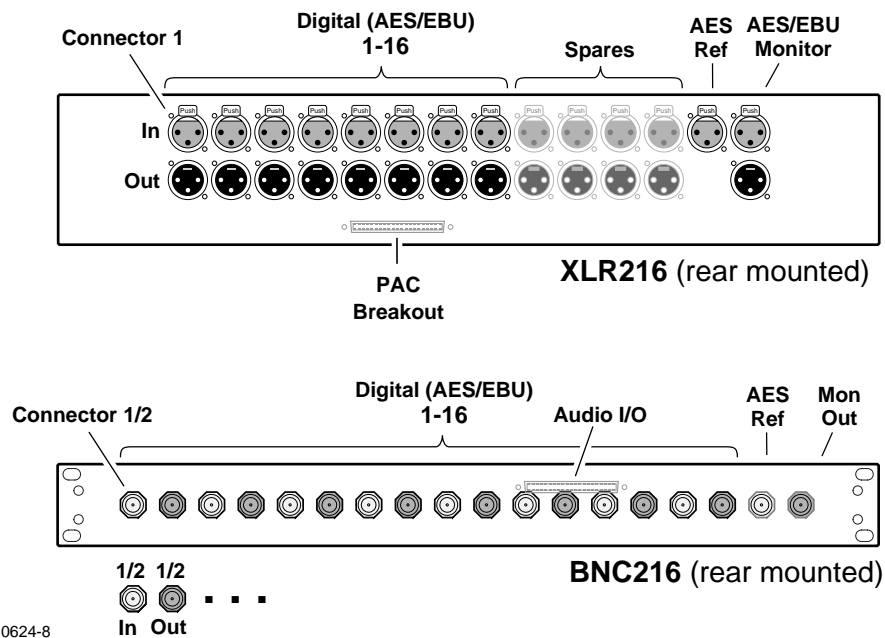 Connector 1
Digital (AES/EBU)
1-16
Spares
AES
Ref
AES/EBU
Monitor
Push Push Push Push Push Push Push Push Push Push Push Push Push Push
In
Out
PAC
Breakout
XLR216 (rear mounted)
Connector 1/2
Digital (AES/EBU)
1-16
Audio I/O
AES
Ref
Mon
Out
1/2 1/2
BNC216 (rear mounted)
In Out
0624-8